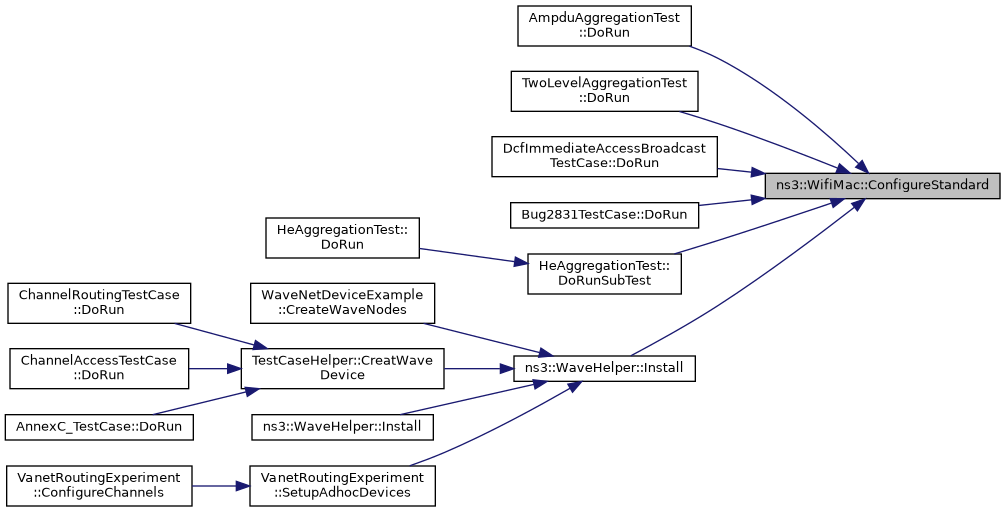 AmpduAggregationTest
::DoRun
TwoLevelAggregationTest
::DoRun
DcfImmediateAccessBroadcast
TestCase::DoRun
ns3::WifiMac::ConfigureStandard
Bug2831TestCase::DoRun
HeAggregationTest::
DoRun
HeAggregationTest::
DoRunSubTest
ChannelRoutingTestCase
::DoRun
WaveNetDeviceExample
::CreateWaveNodes
ChannelAccessTestCase
::DoRun
TestCaseHelper::CreatWave
Device
ns3::WaveHelper::Install
AnnexC_TestCase::DoRun
ns3::WaveHelper::Install
VanetRoutingExperiment
::ConfigureChannels
VanetRoutingExperiment
::SetupAdhocDevices